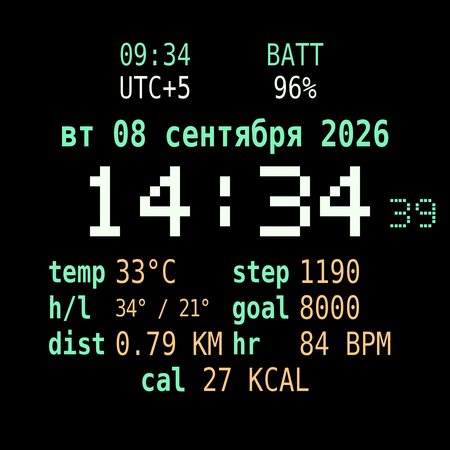 09:34 BATT
UTC+5 96%
вт 08 сентября 2026
14:34 39
temp 33°C step 1190
h/l 34° / 21° goal 8000
dist 0.79 KM hr 84 BPM
cal 27 KCAL